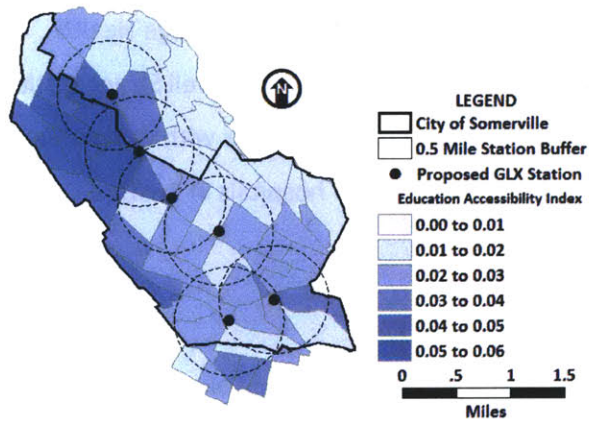 N
LEGEND
City of Somerville
0.5 Mile Station Buffer
Proposed GLX Station
Education Accessibility Index
0.00 to 0.01
0.01 to 0.02
0.02 to 0.03
0.03 to 0.04
0.04 to 0.05
0.05 to 0.06
0 .5 1 1.5
Miles